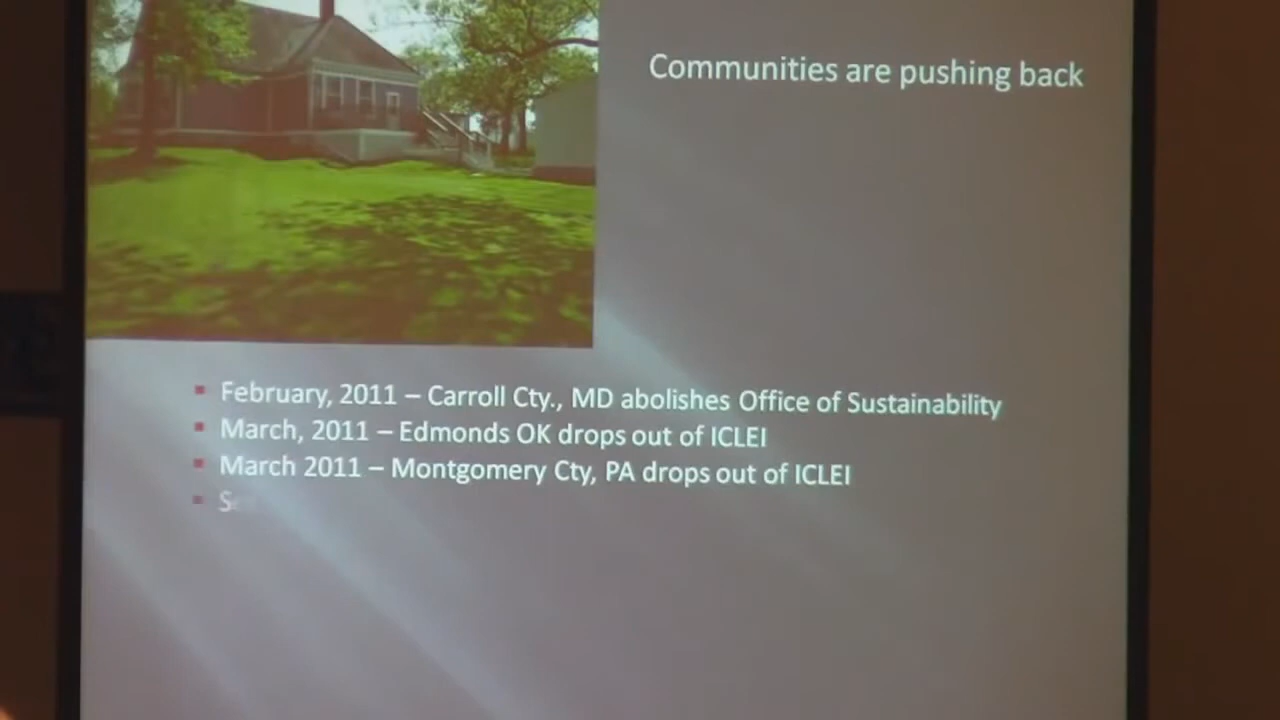 Communities are pushing back
February, 2011 – Carroll Cty., MD abolishes Office of Sustainability
March, 2011 – Edmonds OK drops out of ICLEI
March 2011 – Montgomery Cty, PA drops out of ICLEI